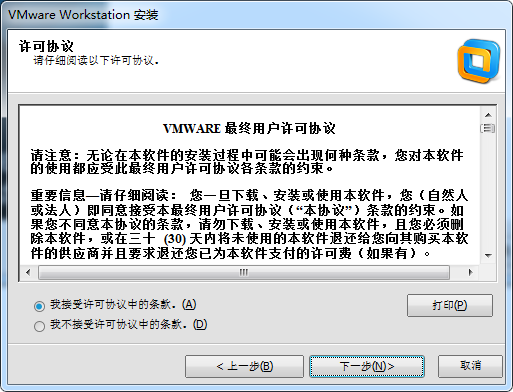 VMware Workstation 安装
许可协议
请仔细阅读以下许可协议。
VMWARE 最终用户许可协议
请注意：无论在本软件的安装过程中可能会出现何种条款，您对本软件
的使用都应受此最终用户许可协议各条款的约束。
重要信息—请仔细阅读： 您一旦下载、安装或使用本软件，您（自然人
或法人）即同意接受本最终用户许可协议（“本协议”）条款的约束。如
果您不同意本协议的条款，请勿下载、安装或使用本软件，且您必须删
除本软件，或在三十 (30) 天内将未使用的本软件退还给您向其购买本软
件的供应商并且要求退还您已为本软件支付的许可费（如果有）。
我接受许可协议中的条款。(A)
打印(P)
我不接受许可协议中的条款。(D)
< 上一步(B)
下一步(N)>
取消